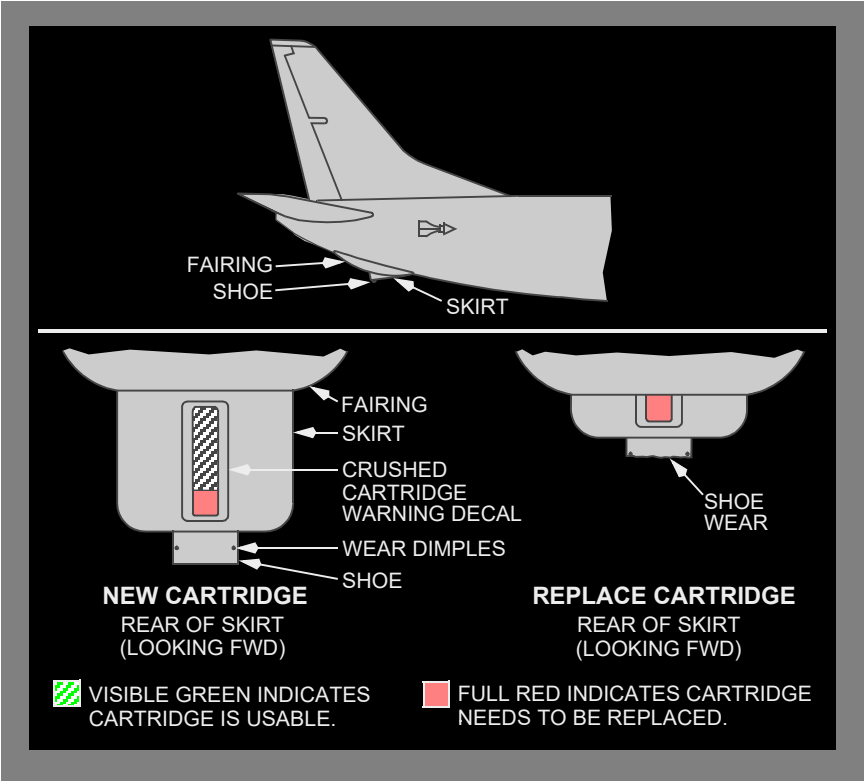 FAIRING
SHOE
SKIRT
FAIRING
SKIRT
CRUSHED
CARTRIDGE
WARNING DECAL
WEAR DIMPLES
SHOE
NEW CARTRIDGE
REAR OF SKIRT
(LOOKING FWD)
SHOE
WEAR
REPLACE CARTRIDGE
REAR OF SKIRT
(LOOKING FWD)
VISIBLE GREEN INDICATES
CARTRIDGE IS USABLE.
FULL RED INDICATES CARTRIDGE
NEEDS TO BE REPLACED.